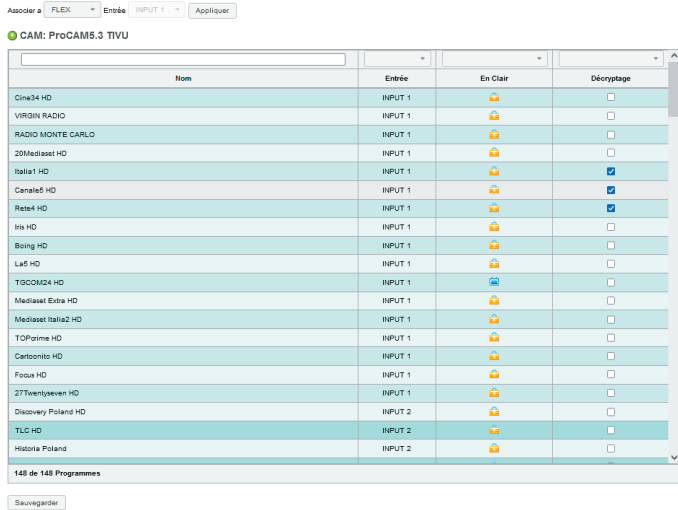 Associer a FLEX Entrée INPUT 1 Appliquer
CAM: ProCAM5.3 TIVU
Nom Entrée En Clair Décryptage
Cine34 HD INPUT 1
VIRGIN RADIO INPUT 1
RADIO MONTE CARLO INPUT 1
20Mediaset HD INPUT 1
Italia1 HD INPUT 1
Canale5 HD INPUT 1
Rete4 HD INPUT 1
Iris HD INPUT 1
Boing HD INPUT 1
La5 HD INPUT 1
TGCOM24 HD INPUT 1
Mediaset Extra HD INPUT 1
Mediaset Italia2 HD INPUT 1
TOPcrime HD INPUT 1
Cartoonito HD INPUT 1
Focus HD INPUT 1
27Twentyseven HD INPUT 1
Discovery Poland HD INPUT 2
TLC HD INPUT 2
Historia Poland INPUT 2
148 de 148 Programmes
Sauvegarder